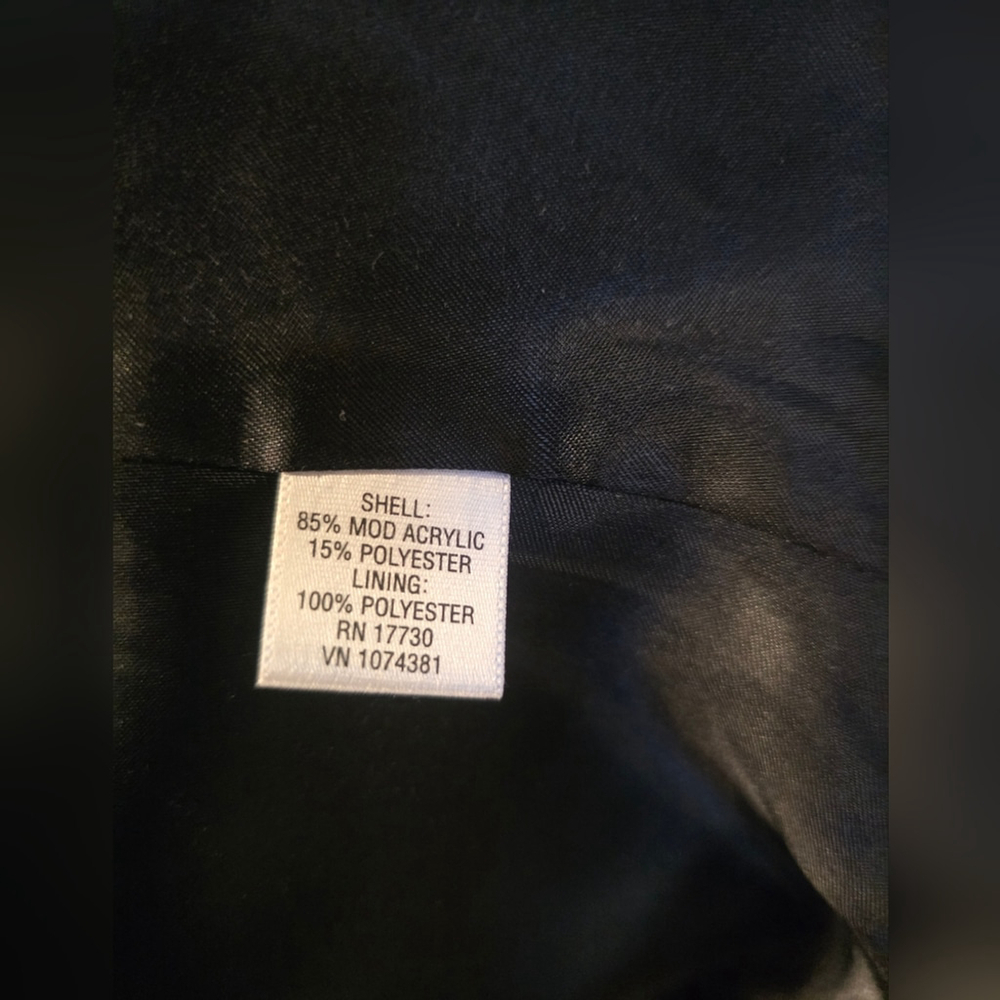 SHELL:
85% MOD ACRYLIC
15% POLYESTER
LINING:
100% POLYESTER
RN 17730
VN 1074381